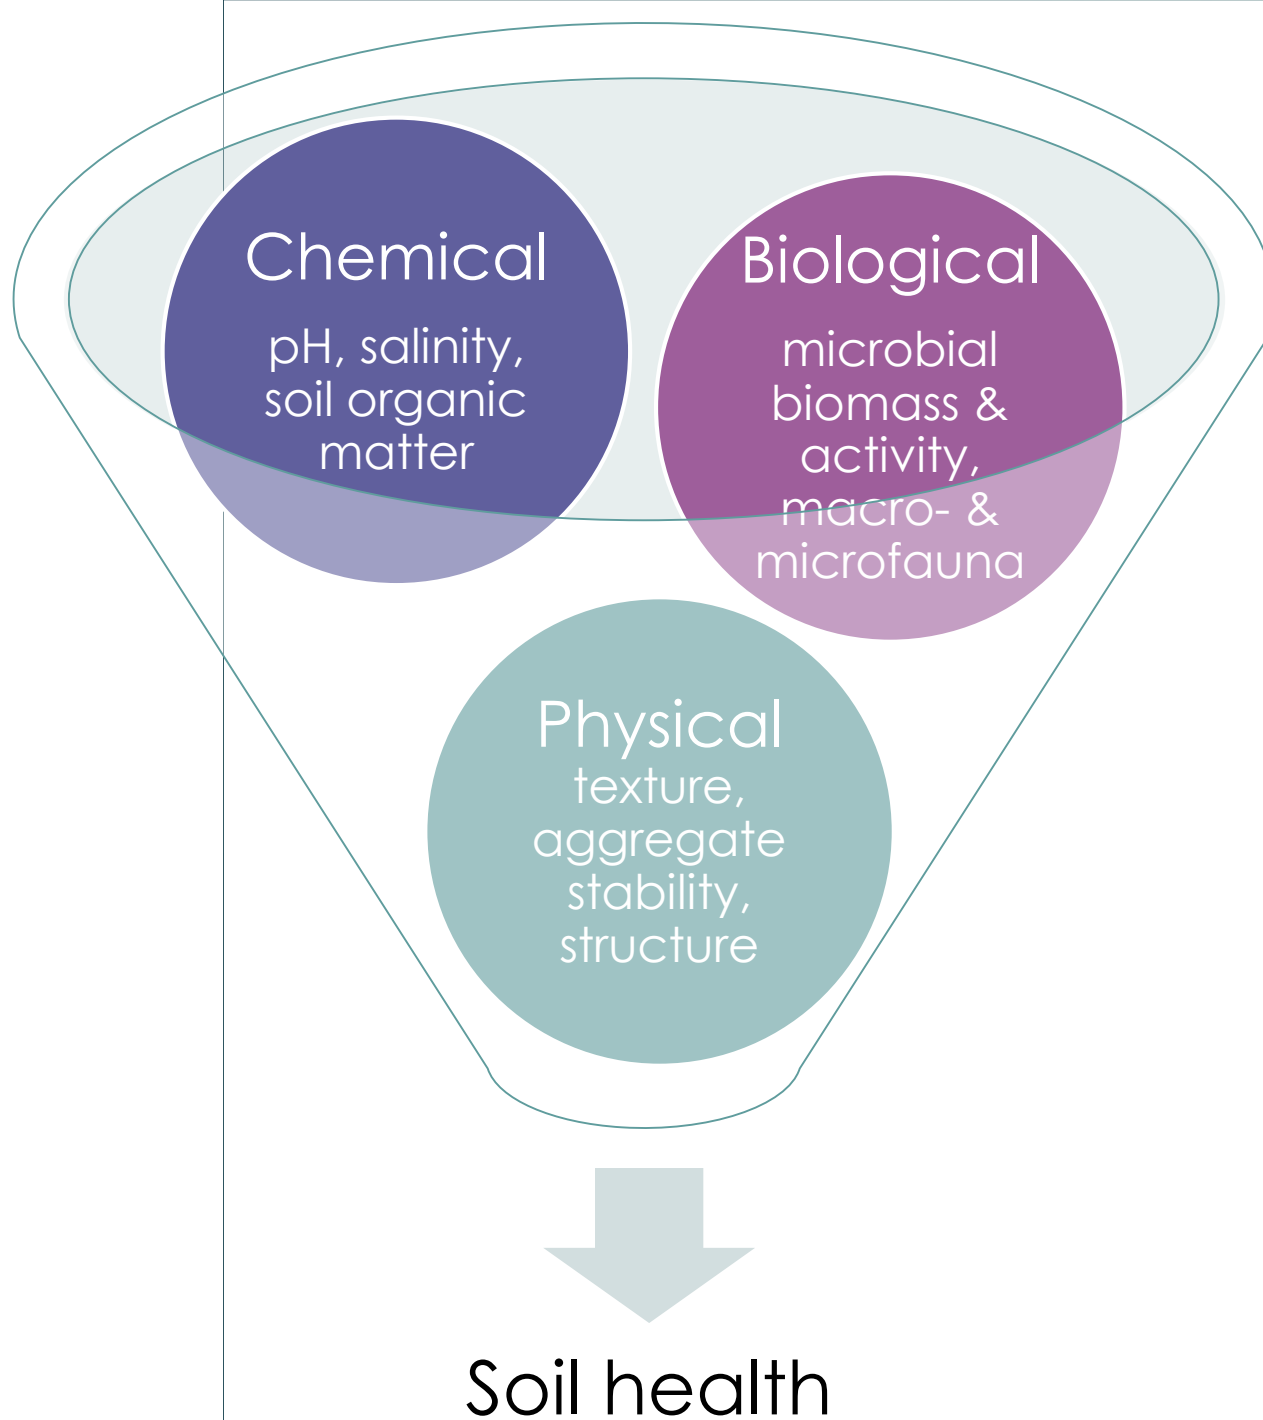 Chemical
pH, salinity,
soil organic
matter
Biological
microbial
biomass &
activity,
macro- &
microfauna
Physical
texture,
aggregate
stability,
structure
Soil health